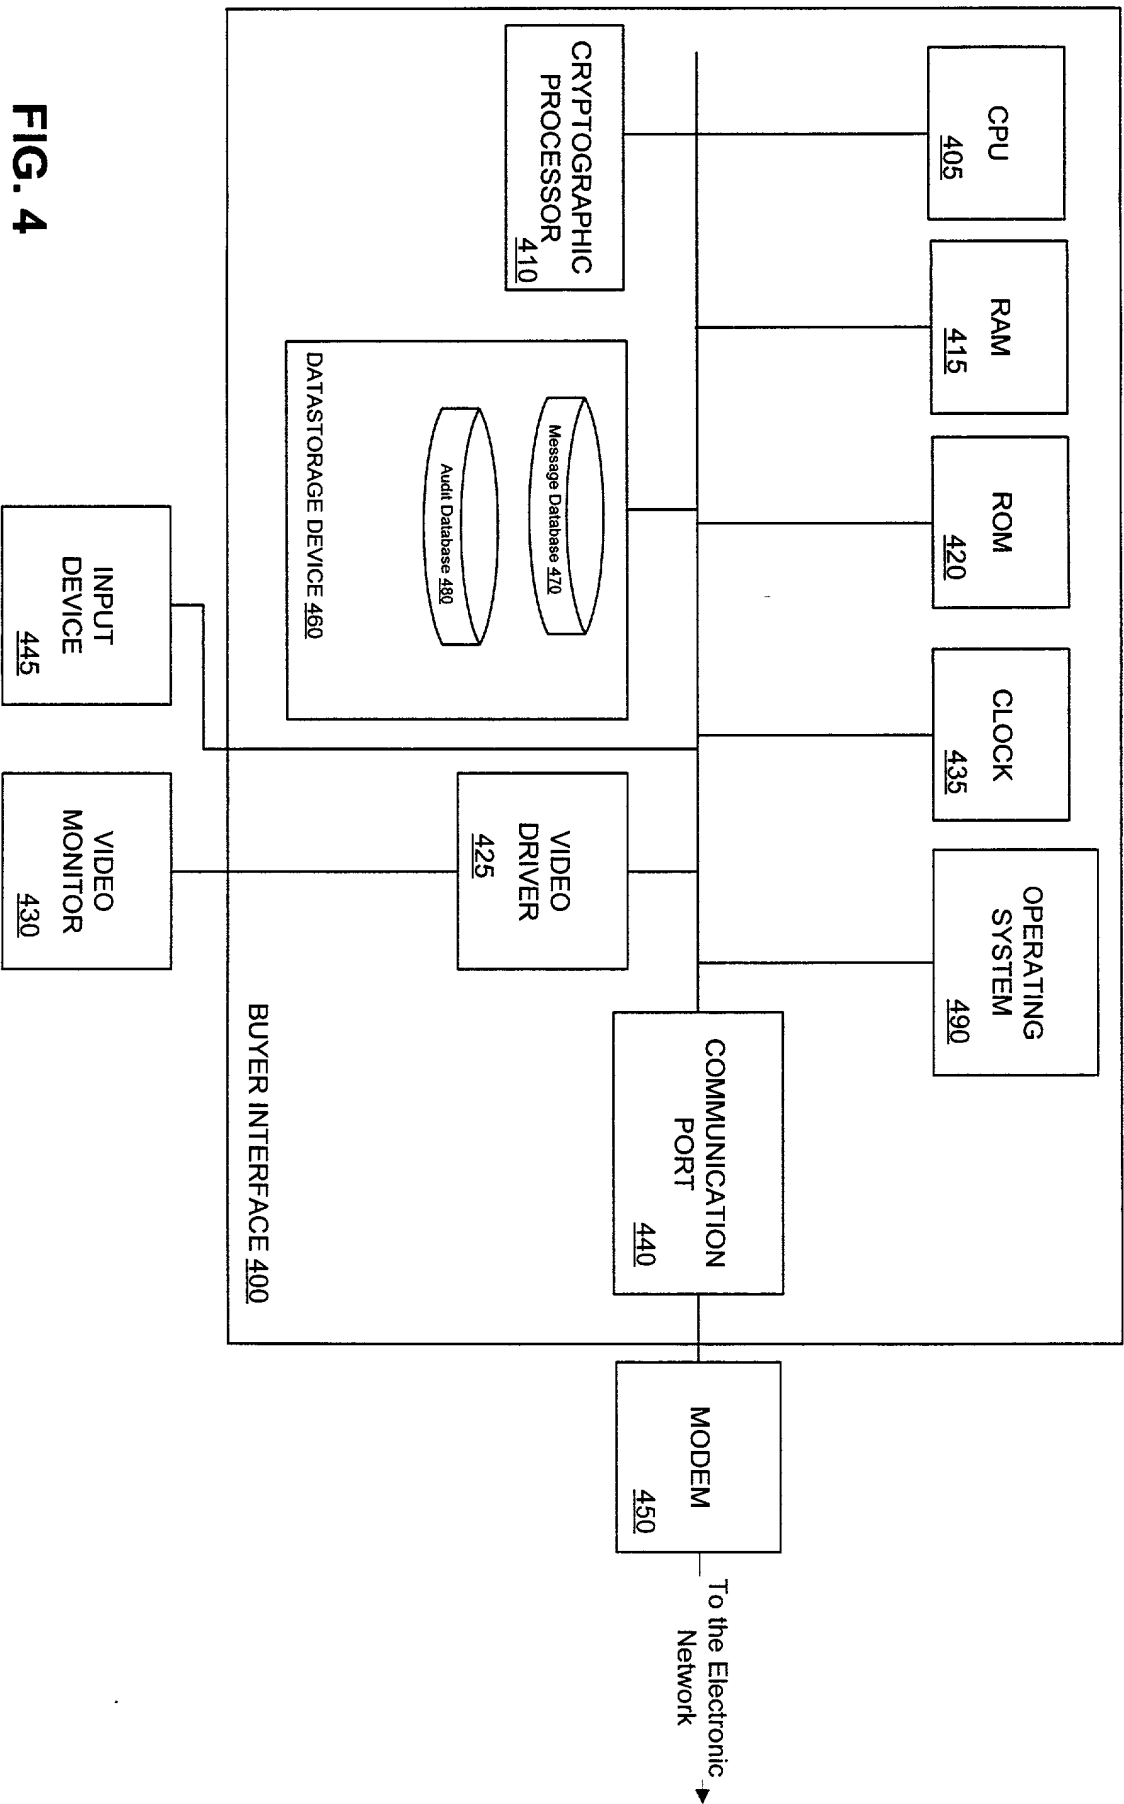 CPU
405
RAM
415
ROM
420
CLOCK
435
OPERATING
SYSTEM
490
CRYPTOGRAPHIC
PROCESSOR
410
Message Database 470
Audit Database 480
DATASTORAGE DEVICE 460
VIDEO
DRIVER
425
COMMUNICATION
PORT
440
MODEM
450
To the Electronic
Network
BUYER INTERFACE 400
INPUT
DEVICE
445
VIDEO
MONITOR
430
FIG. 4